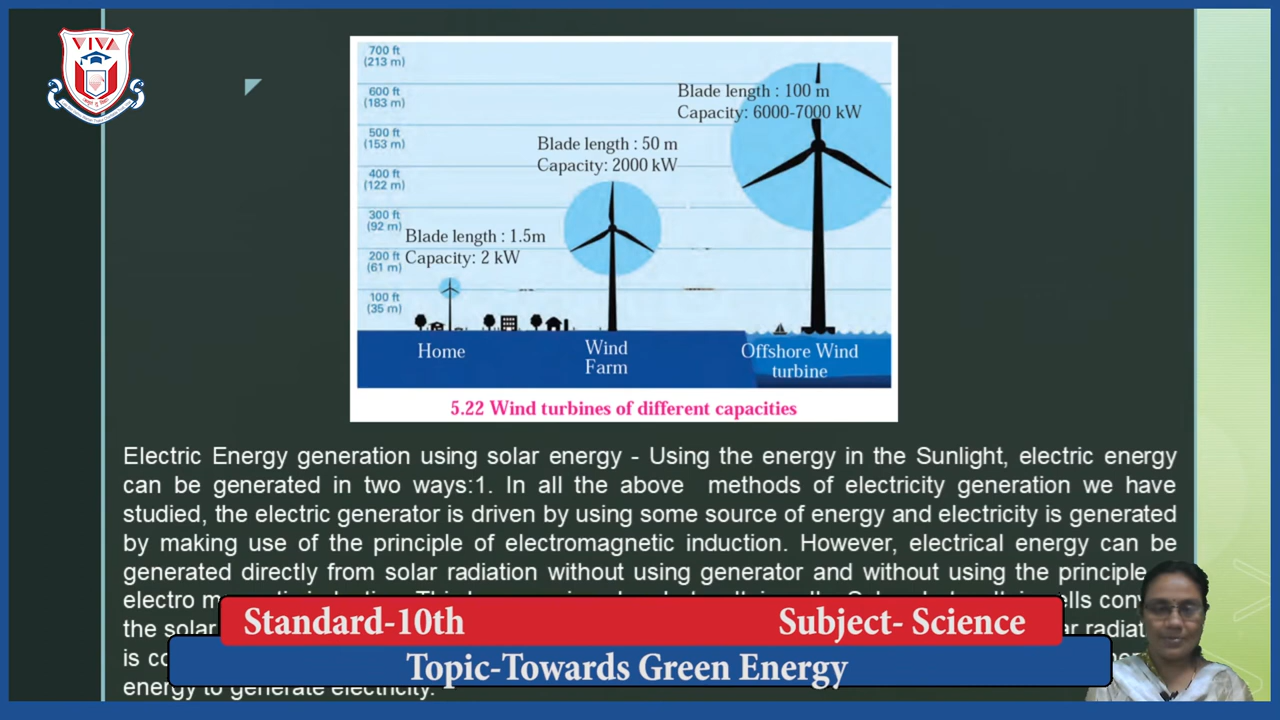 VIVA
700 ft
(213 m)
600 ft
(183 m)
500 ft
(153 m)
400 ft
(122 m)
300 ft
(92 m)
200 ft
(61 m)
100 ft
(35 m)
Blade length : 1.5m
Capacity: 2 kW
Blade length : 50 m
Capacity: 2000 kW
Blade length : 100 m
Capacity: 6000-7000 kW
Home
Wind
Farm
Offshore Wind
turbine
5.22 Wind turbines of different capacities
Electric Energy generation using solar energy - Using the energy in the Sunlight, electric energy
can be generated in two ways:1. In all the above methods of electricity generation we have
studied, the electric generator is driven by using some source of energy and electricity is generated
by making use of the principle of electromagnetic induction. However, electrical energy can be
generated directly from solar radiation without using generator and without using the principle
electro
the solar
is
energy to generate electricity.
Standard-10th Subject- Science
Topic-Towards Green Energy